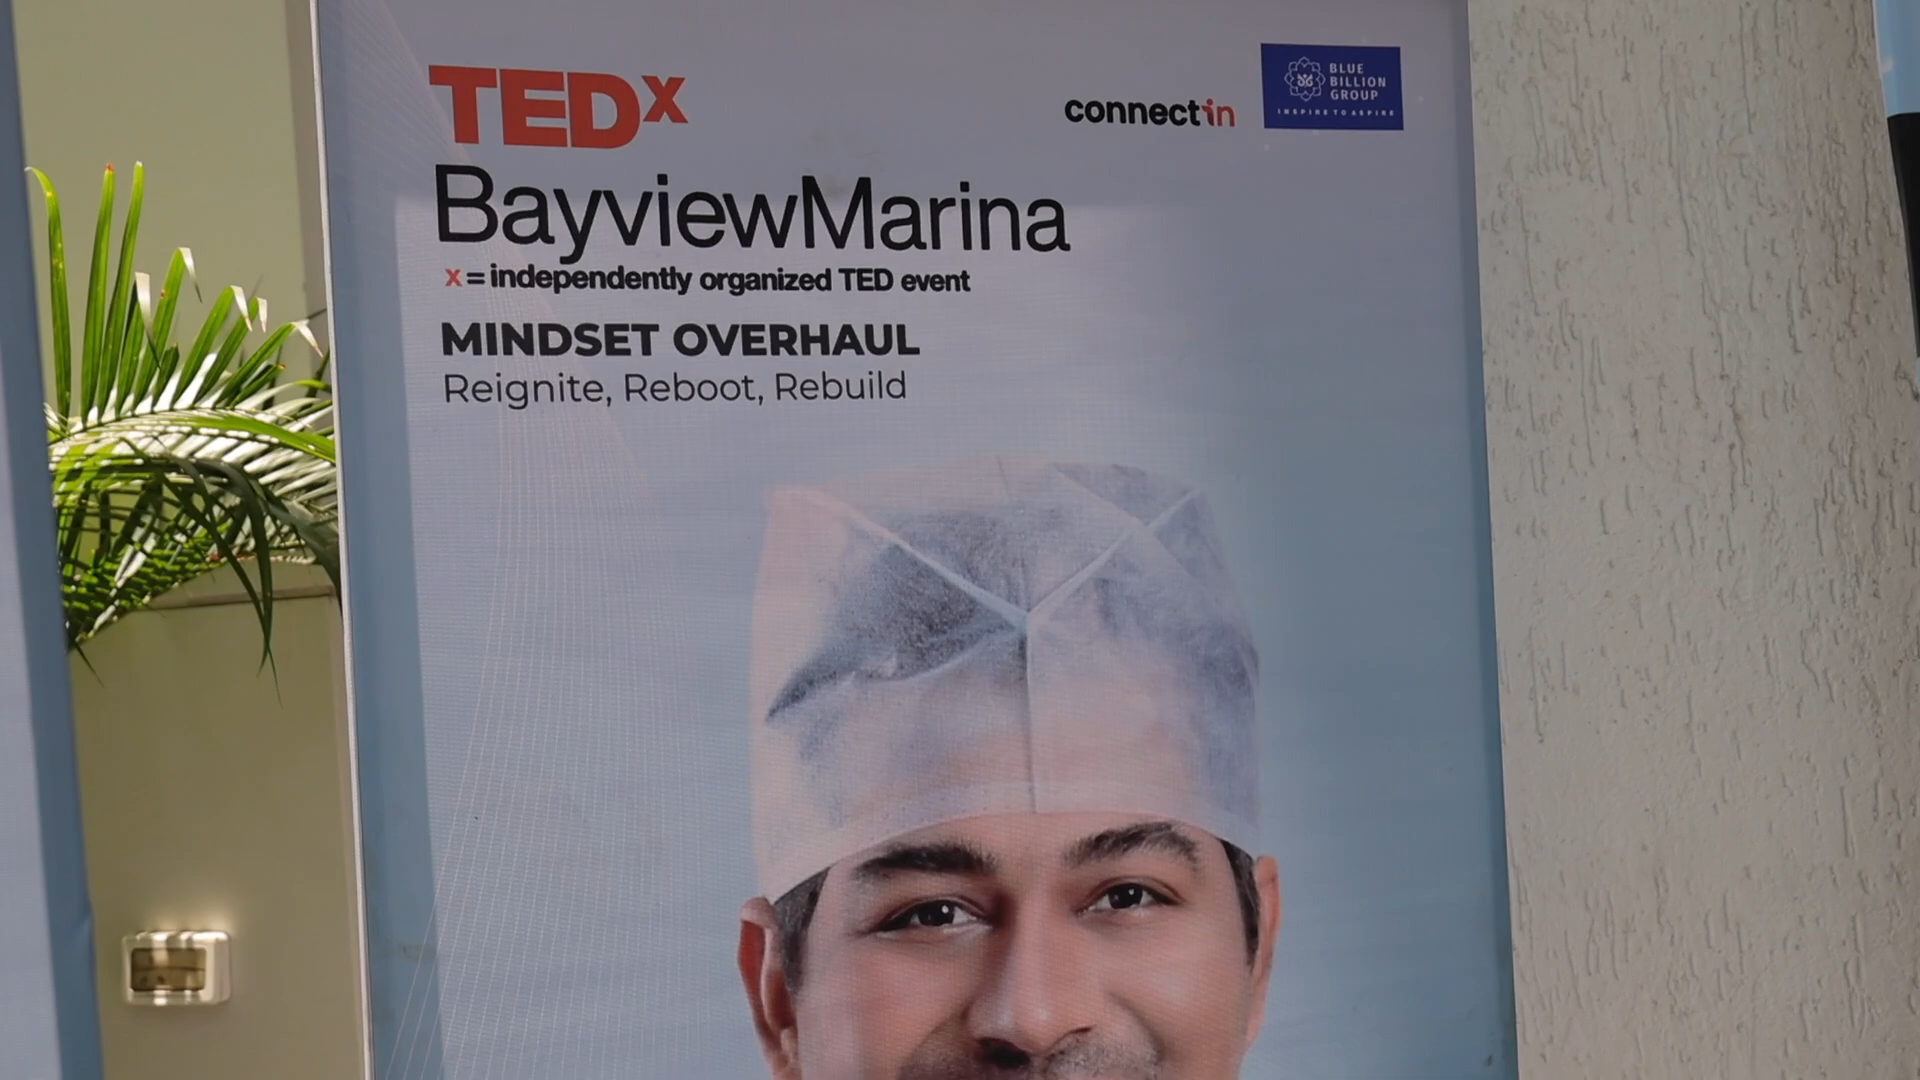 TEDx
BayviewMarina
x = independently organized TED event
MINDSET OVERHAUL
Reignite, Reboot, Rebuild
connectin
BLUE
BILLION
GROUP
INSPIRE TO ASPIRE